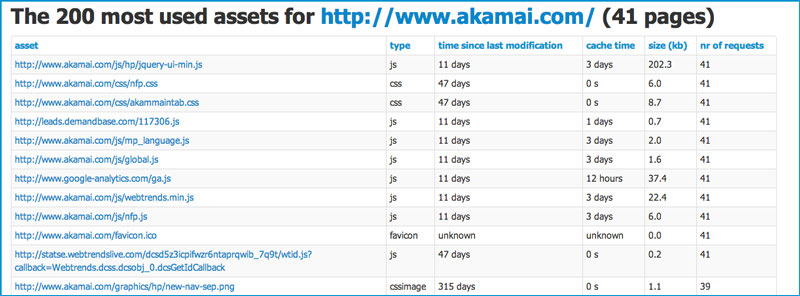 The 200 most used assets for http://www.akamai.com/ (41 pages)
asset type time since last modification cache time size (kb) nr of requests
http://www.akamai.com/js/hp/jquery-ui-min.js js 11 days 3 days 202.3 41
http://www.akamai.com/css/nfp.css css 47 days 0 s 6.0 41
http://www.akamai.com/css/akammaintab.css css 47 days 0 s 8.7 41
http://leads.demandbase.com/117306.js js 11 days 1 days 0.7 41
http://www.akamai.com/js/mp_language.js js 11 days 3 days 2.0 41
http://www.akamai.com/js/global.js js 11 days 3 days 1.6 41
http://www.google-analytics.com/ga.js js 11 days 12 hours 37.4 41
http://www.akamai.com/js/webtrends.min.js js 11 days 3 days 22.4 41
http://www.akamai.com/js/nfp.js js 11 days 3 days 6.0 41
http://www.akamai.com/favicon.ico favicon unknown unknown 0.0 41
http://statse.webtrendslive.com/dcsd5z3icpifwzr6ntaprqwib_7q9t/wtid.js? js 47 days 0 s 0.2 41
callback=Webtrends.dcss.dcsobj_0.dcsGetIdCallback
http://www.akamai.com/graphics/hp/new-nav-sep.png cssimage 315 days 0 s 1.1 39